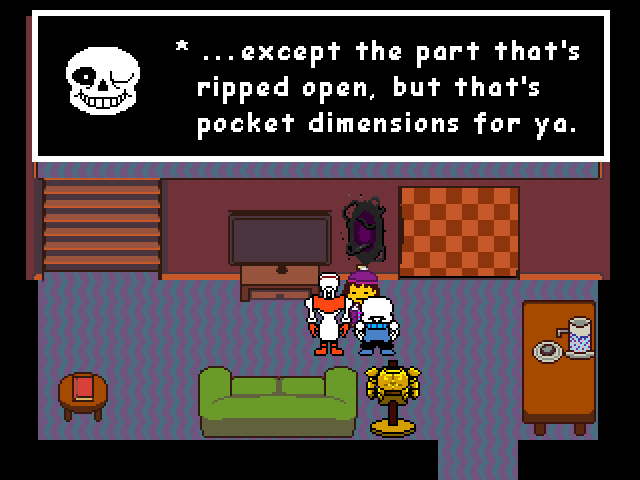 * ...except the part that's
ripped open, but that's
pocket dimensions for ya.